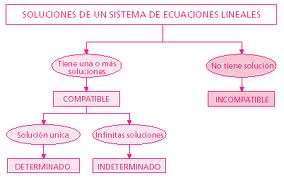 SOLUCIONES DE UN SISTEMA DE ECUACIONES LINEALES
Tiene una o más
soluciones
No tiene solución
COMPATIBLE
INCOMPATIBLE
Solución única
Infinitas soluciones
DETERMINADO
INDETERMINADO